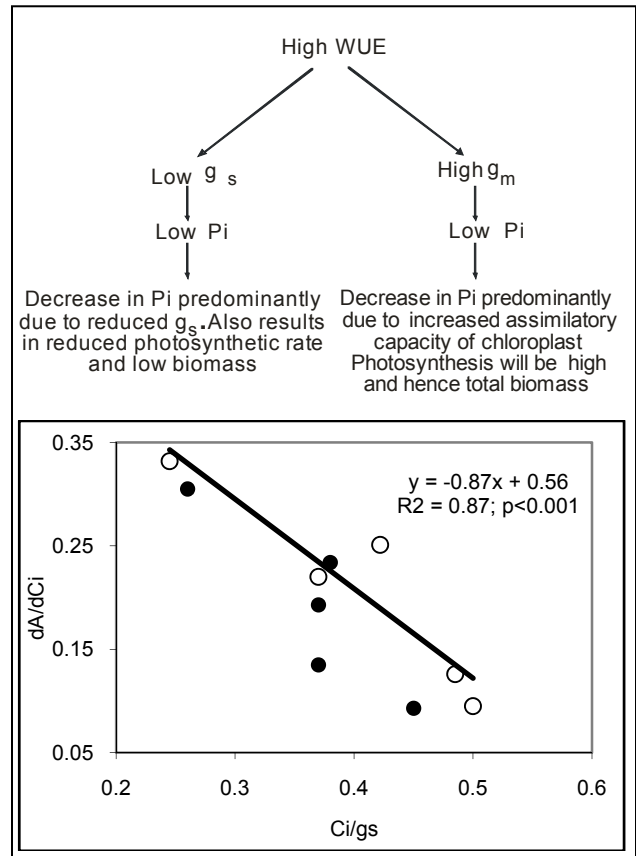 High WUE
Low g s
High g m
Low Pi
Low Pi
Decrease in Pi predominantly
due to reduced gs. Also results
in reduced photosynthetic rate
and low biomass
Decrease in Pi predominantly
due to increased assimilatory
capacity of chloroplast
Photosynthesis will be high
and hence total biomass
0.35
0.25
0.15
0.05
dA/dCi
y = -0.87x + 0.56
R2 = 0.87; p<0.001
0.2
0.3
0.4
0.5
0.6
Ci/gs